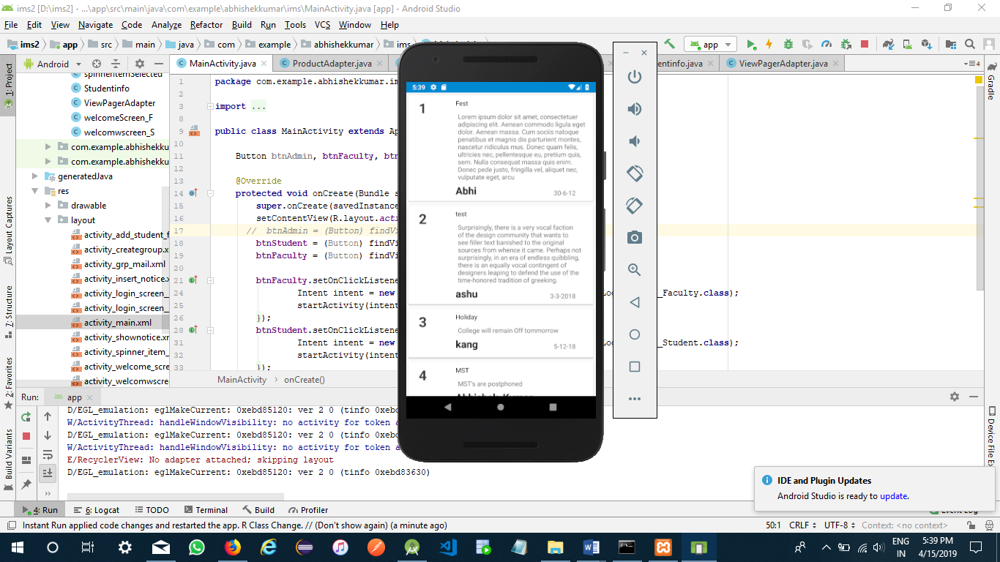 ims2 [D:\ims2] - ...\app\src\main\java\com\example\abhishekkumar\ims\MainActivity.java [app] - Android Studio
File Edit View Navigate Code Analyze Refactor Build Run Tools VCS Window Help
ims2 app src main java com example abhishekkumar ims
app
Android
MainActivity.java ProductAdapter.java entinfo.java ViewPagerAdapter.java
4
1: Project
Layout Captures
7: Structure
2: Favorites
Build Variants
Gradle
Device File Ex
spinnerItemSelected
Studentinfo
ViewPagerAdapter
welcomeScreen_F
welcomwscreen_S
com.example.abhishekku
com.example.abhishekku
generatedJava
res
drawable
layout
activity_add_student_f
activity_creategroup.x
activity_grp_mail.xml
activity_insert_notice.x
activity_login_screen_
activity_login_screen_
activity_main.xml
activity_shownotice.xm
activity_spinner_item_
activity_welcome_scre
activity_welcomwscre
1 package com.example.abhishekkumar.im
2
3 import ...
8
9 public class MainActivity extends Ap
10
11 Button btnAdmin, btnFaculty, btn
12
13 @Override
14 protected void onCreate(Bundle s
15 super.onCreate(savedInstance
16 setContentView(R.layout.acti
17 // btnAdmin = (Button) findVi
18 btnStudent = (Button) findVi
19 btnFaculty = (Button) findVi
20
21 btnFaculty.setOnClickListene
24 Intent intent = new _Faculty.class);
25 startActivity(intent
26 });
28 btnStudent.setOnClickListene
31 Intent intent = new _Student.class);
32 startActivity(intent
33 });
MainActivity onCreate()
5:39
1
Fest
Lorem ipsum dolor sit amet, consectetuer
adipiscing elit. Aenean commodo ligula eget
dolor. Aenean massa. Cum sociis natoque
penatibus et magnis dis parturient montes,
nascetur ridiculus mus. Donec quam felis,
ultricies nec, pellentesque eu, pretium quis,
sem. Nulla consequat massa quis enim.
Donec pede justo, fringilla vel, aliquet nec,
vulputate eget, arcu
Abhi 30-6-12
2
test
Surprisingly, there is a very vocal faction
of the design community that wants to
see filler text banished to the original
sources from whence it came. Perhaps not
surprisingly, in an era of endless quibbling,
there is an equally vocal contingent of
designers leaping to defend the use of the
time-honored tradition of greeking.
ashu 3-3-2018
3
Holiday
College will remain Off tommorrow
kang 5-12-18
4
MST
MST's are postphoned
Run: app
D/EGL_emulation: eglMakeCurrent: 0xebd85120: ver 2 0 (tinfo 0xeb
W/ActivityThread: handleWindowVisibility: no activity for token a
D/EGL_emulation: eglMakeCurrent: 0xebd85120: ver 2 0 (tinfo 0xeb
W/ActivityThread: handleWindowVisibility: no activity for token a
E/RecyclerView: No adapter attached; skipping layout
D/EGL_emulation: eglMakeCurrent: 0xebd85120: ver 2 0 (tinfo 0xebd83630)
IDE and Plugin Updates
Android Studio is ready to update.
4: Run 6: Logcat TODO Terminal Build Profiler Event Log
Instant Run applied code changes and restarted the app. R Class Change. // (Don't show again) (a minute ago)
50:1 CRLF UTF-8 Context: <no context>
ENG
IN
5:39 PM
4/15/2019